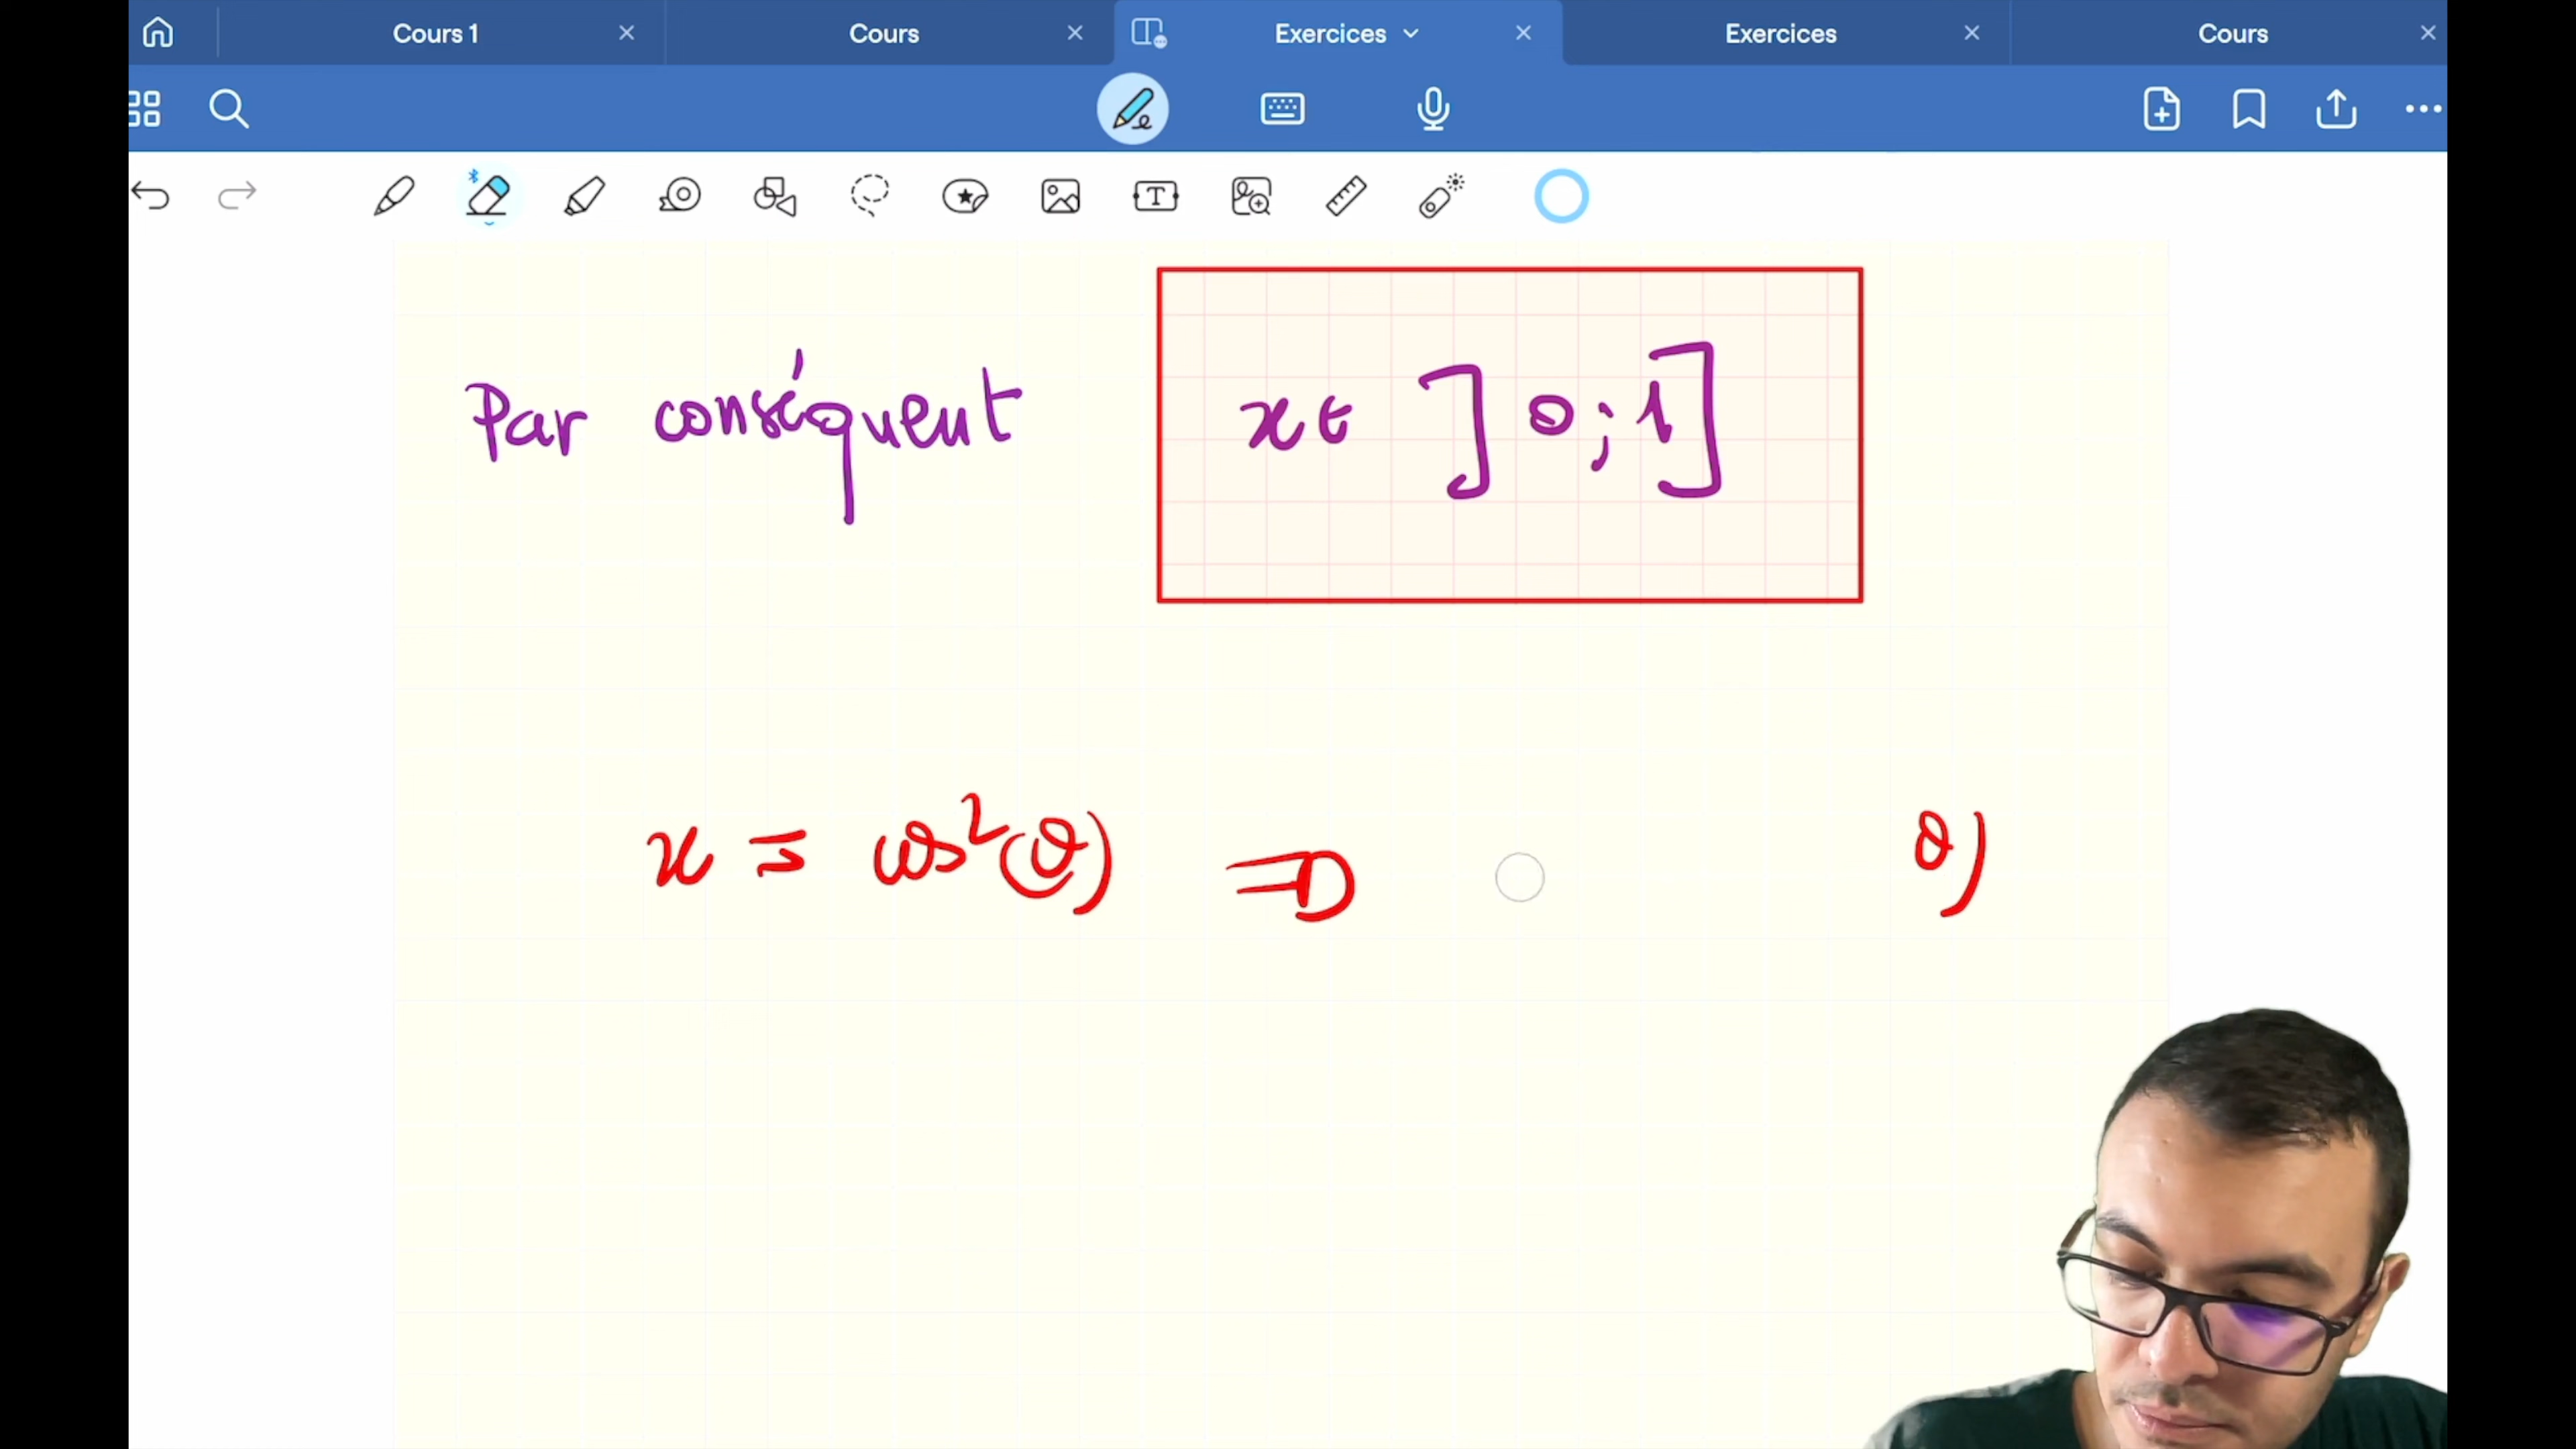 Cours 1 Cours Exercices Exercices Cours
Par conséquent x ∈ ]0;1]
x = cos²(θ) ⇒ θ)